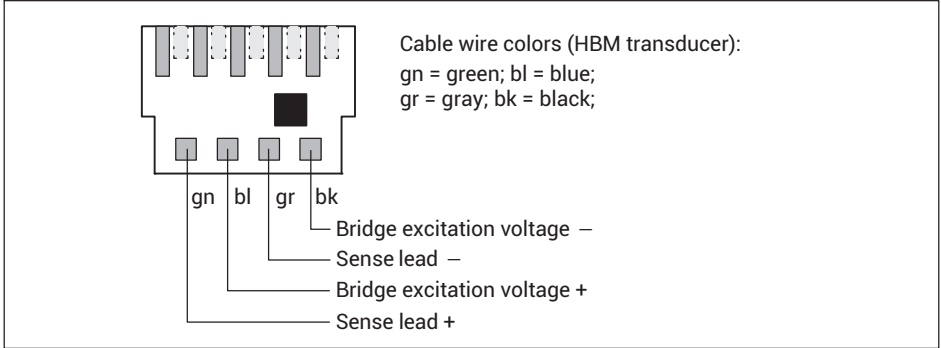 Cable wire colors (HBM transducer):
gn = green; bl = blue;
gr = gray; bk = black;
gn bl gr bk
Bridge excitation voltage −
Sense lead −
Bridge excitation voltage +
Sense lead +